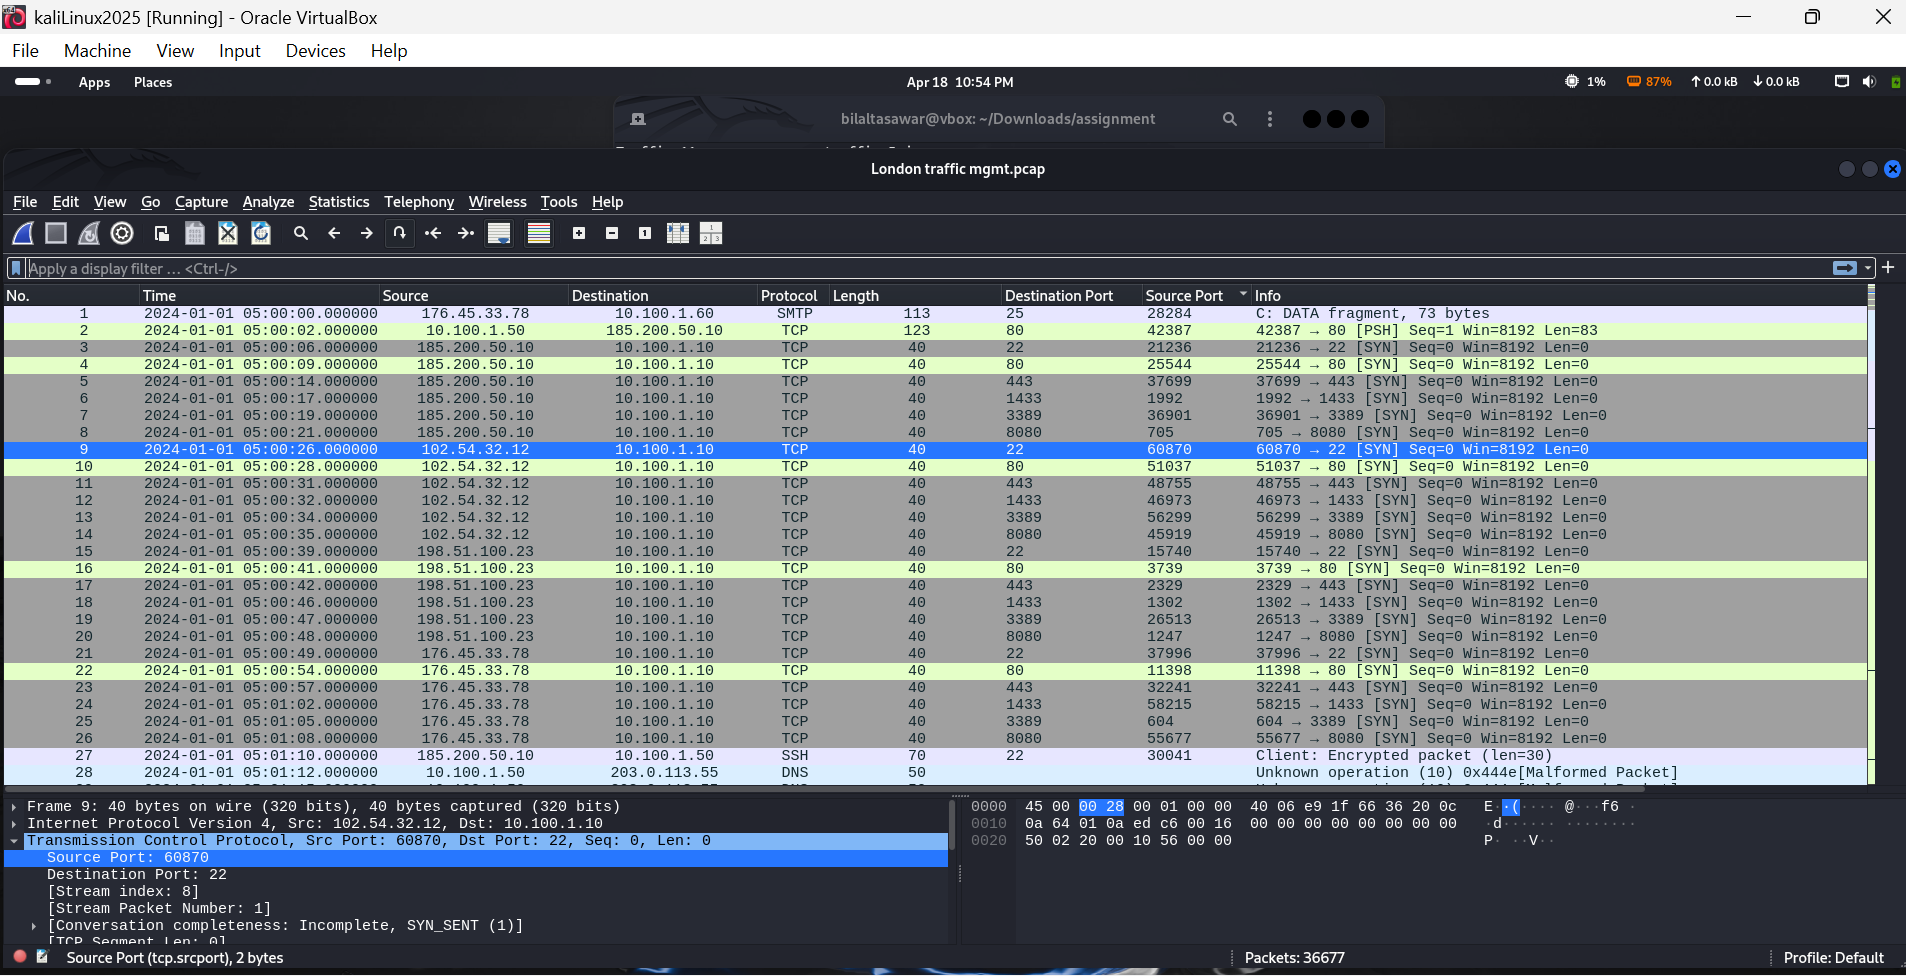 kaliLinux2025 [Running] - Oracle VirtualBox
File Machine View Input Devices Help
Apps Places Apr 18 10:54 PM 1% 87% ↑ 0.0 kB ↓ 0.0 kB
bilaltasawar@vbox: ~/Downloads/assignment
London traffic mgmt.pcap
File Edit View Go Capture Analyze Statistics Telephony Wireless Tools Help
Apply a display filter … <Ctrl-/>
No. Time Source Destination Protocol Length Destination Port Source Port Info
1 2024-01-01 05:00:00.000000 176.45.33.78 10.100.1.60 SMTP 113 25 28284 C: DATA fragment, 73 bytes
2 2024-01-01 05:00:02.000000 10.100.1.50 185.200.50.10 TCP 123 80 42387 42387 → 80 [PSH] Seq=1 Win=8192 Len=83
3 2024-01-01 05:00:06.000000 185.200.50.10 10.100.1.10 TCP 40 22 21236 21236 → 22 [SYN] Seq=0 Win=8192 Len=0
4 2024-01-01 05:00:09.000000 185.200.50.10 10.100.1.10 TCP 40 80 25544 25544 → 80 [SYN] Seq=0 Win=8192 Len=0
5 2024-01-01 05:00:14.000000 185.200.50.10 10.100.1.10 TCP 40 443 37699 37699 → 443 [SYN] Seq=0 Win=8192 Len=0
6 2024-01-01 05:00:17.000000 185.200.50.10 10.100.1.10 TCP 40 1433 1992 1992 → 1433 [SYN] Seq=0 Win=8192 Len=0
7 2024-01-01 05:00:19.000000 185.200.50.10 10.100.1.10 TCP 40 3389 36901 36901 → 3389 [SYN] Seq=0 Win=8192 Len=0
8 2024-01-01 05:00:21.000000 185.200.50.10 10.100.1.10 TCP 40 8080 705 705 → 8080 [SYN] Seq=0 Win=8192 Len=0
9 2024-01-01 05:00:26.000000 102.54.32.12 10.100.1.10 TCP 40 22 60870 60870 → 22 [SYN] Seq=0 Win=8192 Len=0
10 2024-01-01 05:00:28.000000 102.54.32.12 10.100.1.10 TCP 40 80 51037 51037 → 80 [SYN] Seq=0 Win=8192 Len=0
11 2024-01-01 05:00:31.000000 102.54.32.12 10.100.1.10 TCP 40 443 48755 48755 → 443 [SYN] Seq=0 Win=8192 Len=0
12 2024-01-01 05:00:32.000000 102.54.32.12 10.100.1.10 TCP 40 1433 46973 46973 → 1433 [SYN] Seq=0 Win=8192 Len=0
13 2024-01-01 05:00:34.000000 102.54.32.12 10.100.1.10 TCP 40 3389 56299 56299 → 3389 [SYN] Seq=0 Win=8192 Len=0
14 2024-01-01 05:00:35.000000 102.54.32.12 10.100.1.10 TCP 40 8080 45919 45919 → 8080 [SYN] Seq=0 Win=8192 Len=0
15 2024-01-01 05:00:39.000000 198.51.100.23 10.100.1.10 TCP 40 22 15740 15740 → 22 [SYN] Seq=0 Win=8192 Len=0
16 2024-01-01 05:00:41.000000 198.51.100.23 10.100.1.10 TCP 40 80 3739 3739 → 80 [SYN] Seq=0 Win=8192 Len=0
17 2024-01-01 05:00:42.000000 198.51.100.23 10.100.1.10 TCP 40 443 2329 2329 → 443 [SYN] Seq=0 Win=8192 Len=0
18 2024-01-01 05:00:46.000000 198.51.100.23 10.100.1.10 TCP 40 1433 1302 1302 → 1433 [SYN] Seq=0 Win=8192 Len=0
19 2024-01-01 05:00:47.000000 198.51.100.23 10.100.1.10 TCP 40 3389 26513 26513 → 3389 [SYN] Seq=0 Win=8192 Len=0
20 2024-01-01 05:00:48.000000 198.51.100.23 10.100.1.10 TCP 40 8080 1247 1247 → 8080 [SYN] Seq=0 Win=8192 Len=0
21 2024-01-01 05:00:49.000000 176.45.33.78 10.100.1.10 TCP 40 22 37996 37996 → 22 [SYN] Seq=0 Win=8192 Len=0
22 2024-01-01 05:00:54.000000 176.45.33.78 10.100.1.10 TCP 40 80 11398 11398 → 80 [SYN] Seq=0 Win=8192 Len=0
23 2024-01-01 05:00:57.000000 176.45.33.78 10.100.1.10 TCP 40 443 32241 32241 → 443 [SYN] Seq=0 Win=8192 Len=0
24 2024-01-01 05:01:02.000000 176.45.33.78 10.100.1.10 TCP 40 1433 58215 58215 → 1433 [SYN] Seq=0 Win=8192 Len=0
25 2024-01-01 05:01:05.000000 176.45.33.78 10.100.1.10 TCP 40 3389 604 604 → 3389 [SYN] Seq=0 Win=8192 Len=0
26 2024-01-01 05:01:08.000000 176.45.33.78 10.100.1.10 TCP 40 8080 55677 55677 → 8080 [SYN] Seq=0 Win=8192 Len=0
27 2024-01-01 05:01:10.000000 185.200.50.10 10.100.1.50 SSH 70 22 30041 Client: Encrypted packet (len=30)
28 2024-01-01 05:01:12.000000 10.100.1.50 203.0.113.55 DNS 50 Unknown operation (10) 0x444e[Malformed Packet]
Frame 9: 40 bytes on wire (320 bits), 40 bytes captured (320 bits)
Internet Protocol Version 4, Src: 102.54.32.12, Dst: 10.100.1.10
Transmission Control Protocol, Src Port: 60870, Dst Port: 22, Seq: 0, Len: 0
Source Port: 60870
Destination Port: 22
[Stream index: 8]
[Stream Packet Number: 1]
[Conversation completeness: Incomplete, SYN_SENT (1)]
[TCP Segment Len: 0]
0000 45 00 00 28 00 01 00 00 40 06 e9 1f 66 36 20 0c E··(···· @···f6 ·
0010 0a 64 01 0a ed c6 00 16 00 00 00 00 00 00 00 00 ·d······ ········
0020 50 02 20 00 10 56 00 00 P· ··V··
Source Port (tcp.srcport), 2 bytes Packets: 36677 Profile: Default